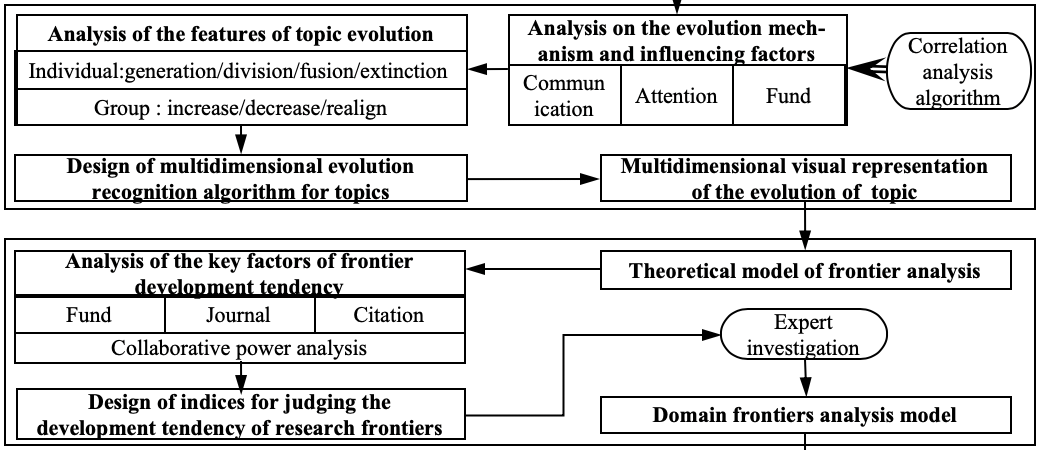 Analysis of the features of topic evolution
Individual:generation/division/fusion/extinction
Group : increase/decrease/realign
Analysis on the evolution mech-
anism and influencing factors
Commun
ication
Attention
Fund
Correlation
analysis
algorithm
Design of multidimensional evolution
recognition algorithm for topics
Multidimensional visual representation
of the evolution of topic
Analysis of the key factors of frontier
development tendency
Fund
Journal
Citation
Collaborative power analysis
Theoretical model of frontier analysis
Expert
investigation
Design of indices for judging the
development tendency of research frontiers
Domain frontiers analysis model